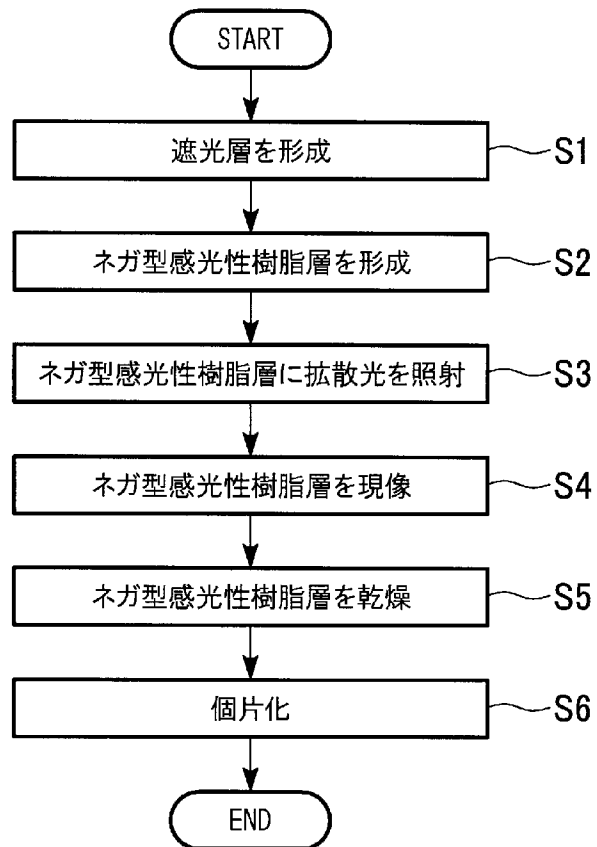 START
遮光層を形成
S1
ネガ型感光性樹脂層を形成
S2
ネガ型感光性樹脂層に拡散光を照射
S3
ネガ型感光性樹脂層を現像
S4
ネガ型感光性樹脂層を乾燥
S5
個片化
S6
END